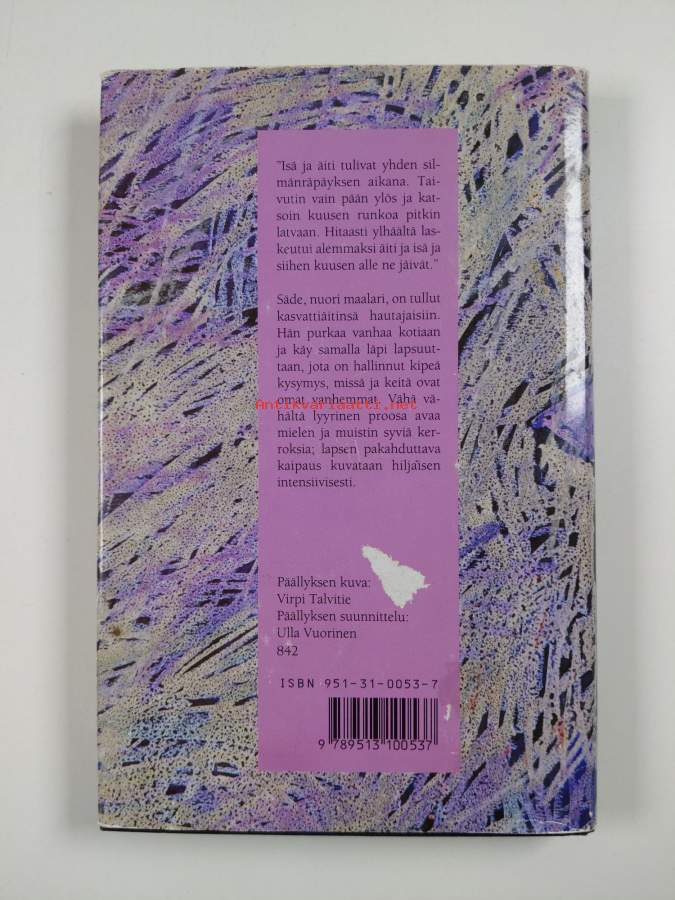 "Isä ja äiti tulivat yhden sil-
mänräpäyksen aikana. Tai-
vutin vain pään ylös ja kat-
soin kuusen runkoa pitkin
latvaan. Hitaasti ylhäältä las-
keutui alemmaksi äiti ja isä ja
siihen kuusen alle ne jäivät."
Säde, nuori maalari, on tullut
kasvattiäitinsä hautajaisiin.
Hän purkaa vanhaa kotiaan
ja käy samalla läpi lapsuut-
taan, jota on hallinnut kipeä
kysymys, missä ja keitä ovat
omat vanhemmat. Vähä vä-
Antikvariaatti.net
hältä lyyrinen proosa avaa
mielen ja muistin syviä ker-
roksia; lapsen pakahduttava
kaipaus kuvataan hiljaisen
intensiivisesti.
Päällyksen kuva:
Virpi Talvitie
Päällyksen suunnittelu:
Ulla Vuorinen
842
ISBN 951-31-0053-7
9 789513 100537